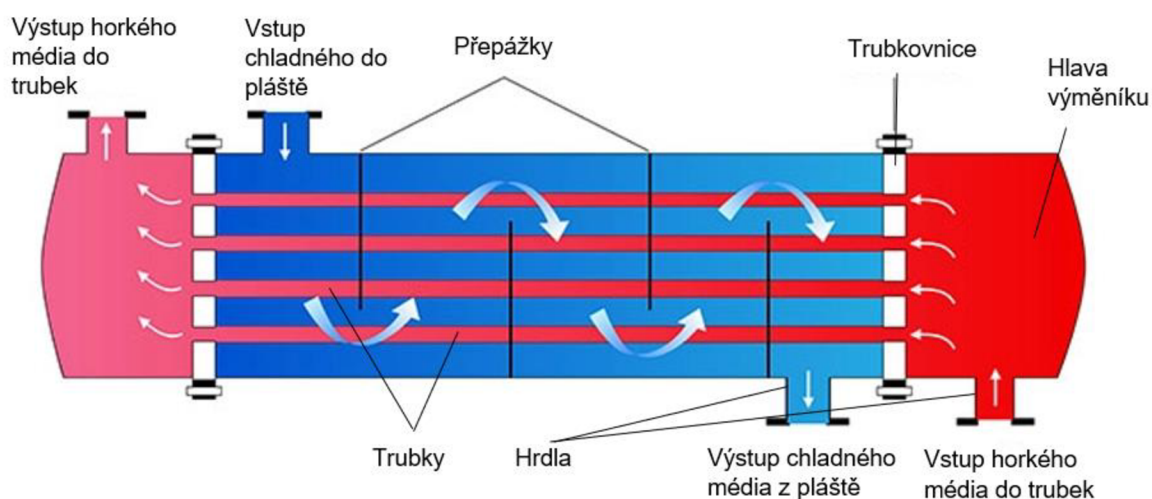 Výstup horkého
média do
trubek
Vstup
chladného do
pláště
Přepážky
Trubkovnice
Hlava
výměníku
Trubky
Hrdla
Výstup chladného
média z pláště
Vstup horkého
média do trubek